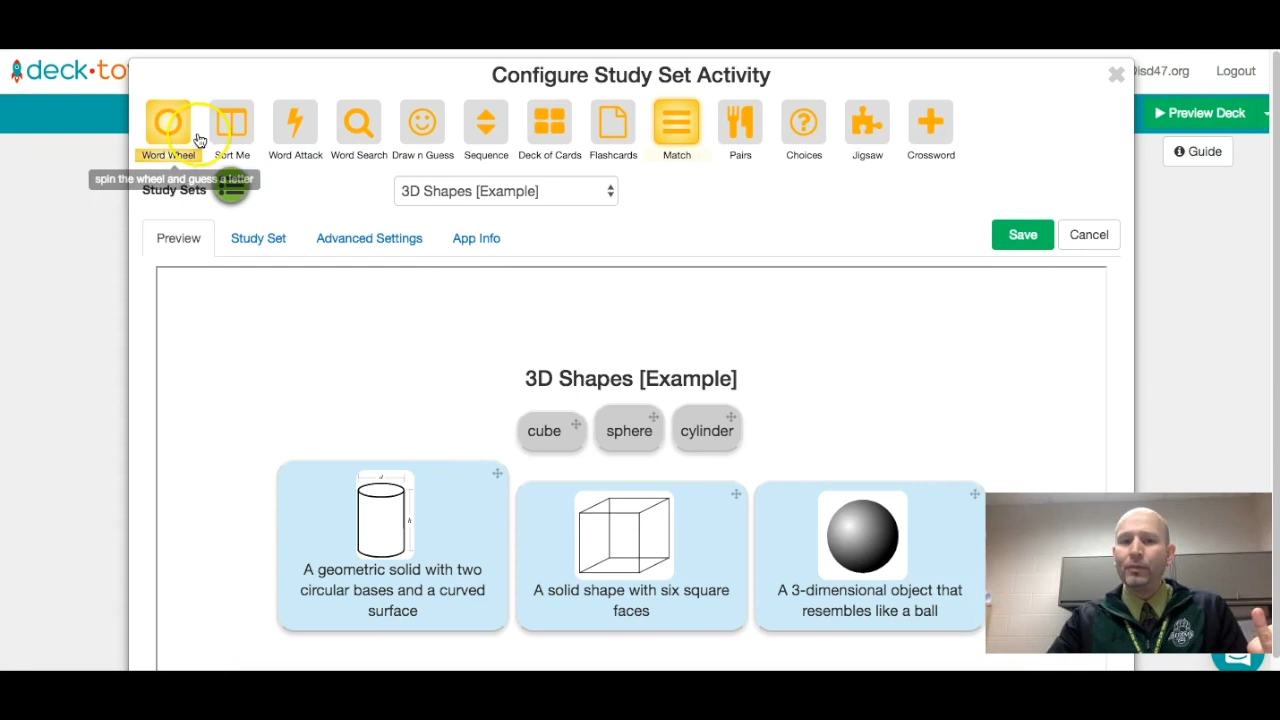 deck•to
Configure Study Set Activity
isd47.org
Logout
Preview Deck
Guide
Word Wheel
Sort Me
Word Attack
Word Search
Draw n Guess
Sequence
Deck of Cards
Flashcards
Match
Pairs
Choices
Jigsaw
Crossword
spin the wheel and guess a letter
Study Sets
3D Shapes [Example]
Preview
Study Set
Advanced Settings
App Info
Save
Cancel
3D Shapes [Example]
cube
sphere
cylinder
d
h
A geometric solid with two
circular bases and a curved
surface
A solid shape with six square
faces
A 3-dimensional object that
resembles like a ball